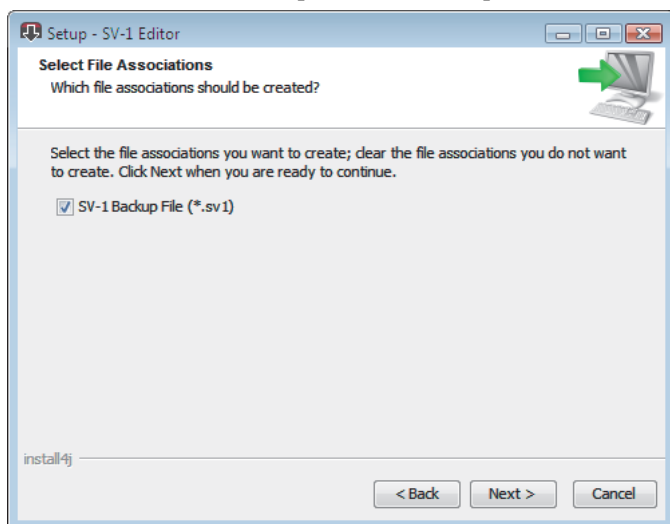 Setup - SV-1 Editor
Select File Associations
Which file associations should be created?
Select the file associations you want to create; clear the file associations you do not want
to create. Click Next when you are ready to continue.
SV-1 Backup File (*.sv1)
install4j
< Back Next > Cancel